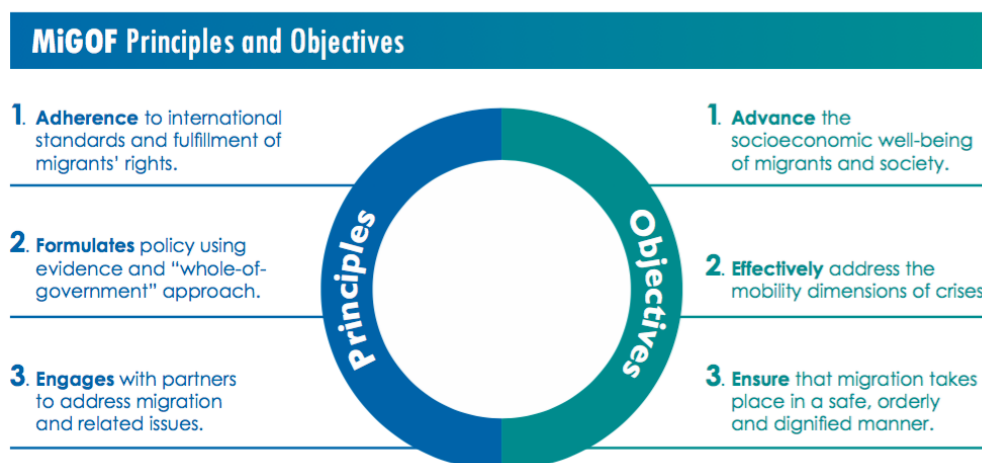 MiGOF Principles and Objectives
1. Adherence to international
standards and fulfillment of
migrants' rights.
2. Formulates policy using
evidence and "whole-of-
government" approach.
3. Engages with partners
to address migration
and related issues.
Principles
Objectives
1. Advance the
socioeconomic well-being
of migrants and society.
2. Effectively address the
mobility dimensions of crises
3. Ensure that migration takes
place in a safe, orderly
and dignified manner.